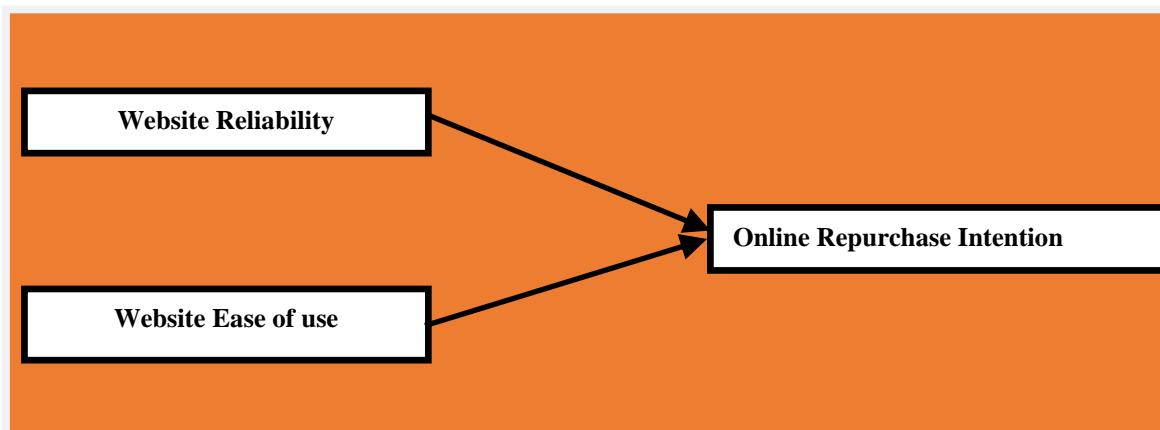 Website Reliability
Online Repurchase Intention
Website Ease of use